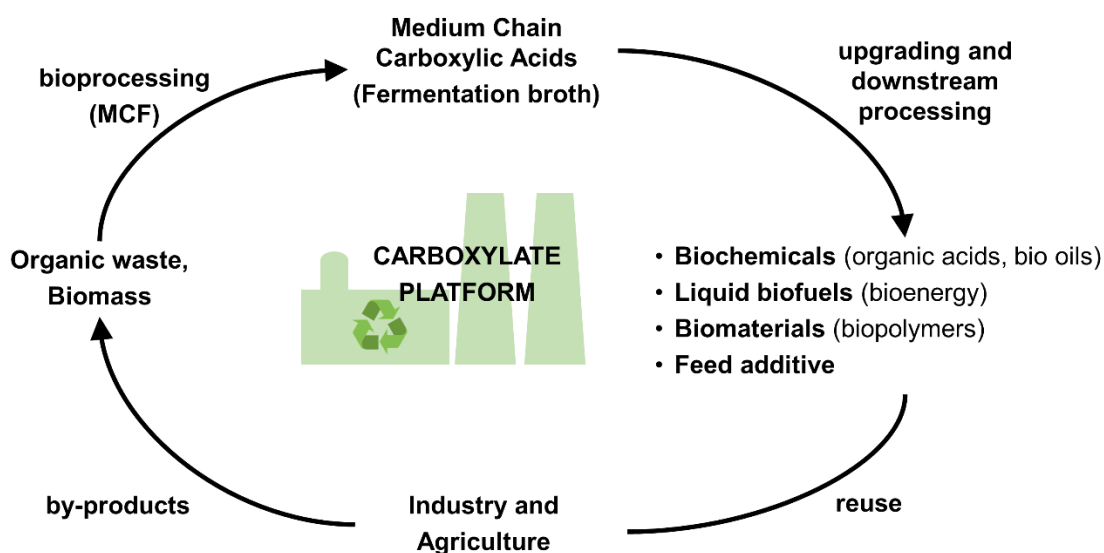 Medium Chain
Carboxylic Acids
(Fermentation broth)
upgrading and
downstream
processing
bioprocessing
(MCF)
Organic waste,
Biomass
CARBOXYLATE
PLATFORM
• Biochemicals (organic acids, bio oils)
• Liquid biofuels (bioenergy)
• Biomaterials (biopolymers)
• Feed additive
by-products
Industry and
Agriculture
reuse